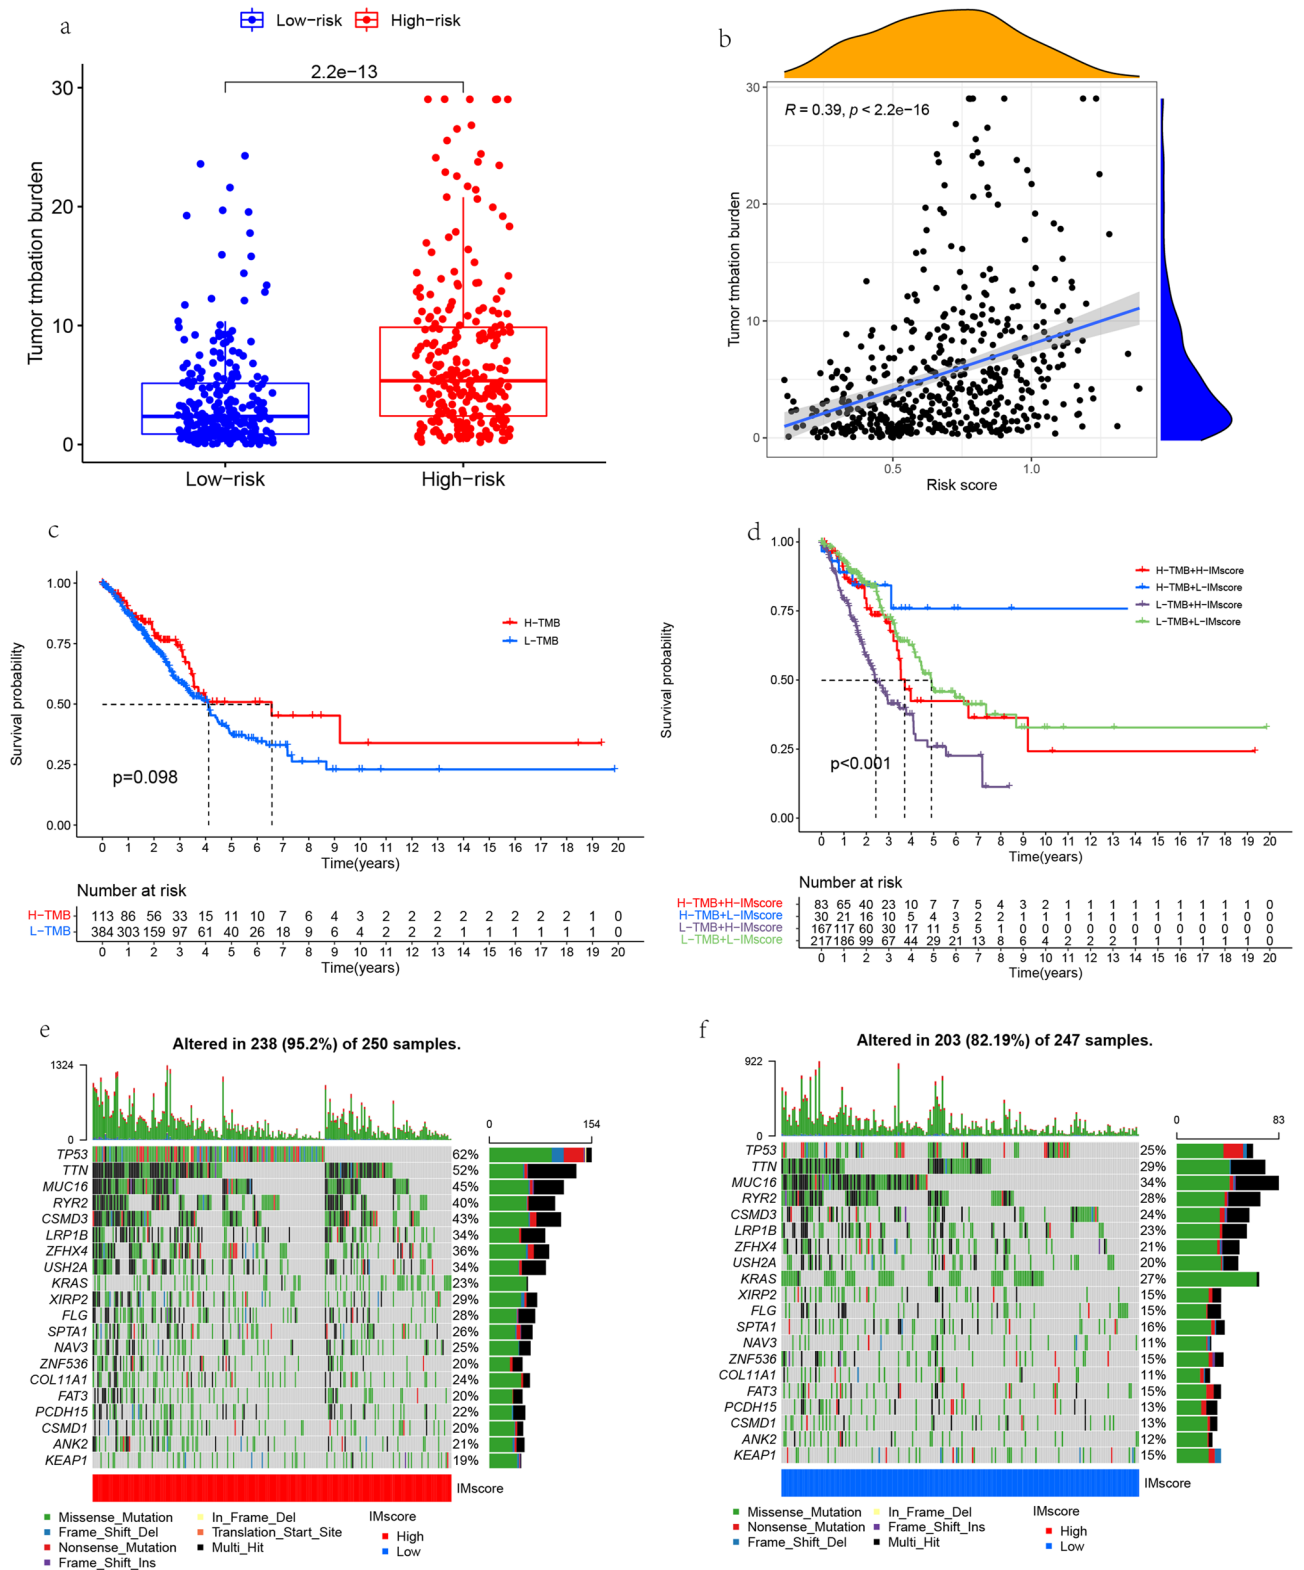 a
Low−risk High−risk
2.2e−13
30
20
10
0
Tumor tmbation burden
Low−risk High−risk
b
R = 0.39, p < 2.2e−16
30
20
10
0
Tumor tmbation burden
0.5 1.0
Risk score
c
1.00
0.75
0.50
0.25
0.00
Survival probability
H−TMB
L−TMB
p=0.098
0 1 2 3 4 5 6 7 8 9 10 11 12 13 14 15 16 17 18 19 20
Time(years)
Number at risk
H−TMB 113 86 56 33 15 11 10 7 6 4 3 2 2 2 2 2 2 2 2 1 0
L−TMB 384 303 159 97 61 40 26 18 9 6 4 2 2 2 1 1 1 1 1 1 0
0 1 2 3 4 5 6 7 8 9 10 11 12 13 14 15 16 17 18 19 20
Time(years)
d
1.00
0.75
0.50
0.25
0.00
Survival probability
H−TMB+H−IMscore
H−TMB+L−IMscore
L−TMB+H−IMscore
L−TMB+L−IMscore
p<0.001
0 1 2 3 4 5 6 7 8 9 10 11 12 13 14 15 16 17 18 19 20
Time(years)
Number at risk
H−TMB+H−IMscore 83 65 40 23 10 7 7 5 4 3 2 1 1 1 1 1 1 1 1 1 0
H−TMB+L−IMscore 30 21 16 10 5 4 3 2 2 1 1 1 1 1 1 1 1 1 1 0 0
L−TMB+H−IMscore 167 117 60 30 17 11 5 5 1 0 0 0 0 0 0 0 0 0 0 0 0
L−TMB+L−IMscore 217 186 99 67 44 29 21 13 8 6 4 2 2 2 1 1 1 1 1 1 0
0 1 2 3 4 5 6 7 8 9 10 11 12 13 14 15 16 17 18 19 20
Time(years)
e
Altered in 238 (95.2%) of 250 samples.
1324
0
0 154
TP53 62%
TTN 52%
MUC16 45%
RYR2 40%
CSMD3 43%
LRP1B 34%
ZFHX4 36%
USH2A 34%
KRAS 23%
XIRP2 29%
FLG 28%
SPTA1 26%
NAV3 25%
ZNF536 20%
COL11A1 24%
FAT3 20%
PCDH15 22%
CSMD1 20%
ANK2 21%
KEAP1 19%
IMscore
Missense_Mutation In_Frame_Del IMscore
Frame_Shift_Del Translation_Start_Site High
Nonsense_Mutation Multi_Hit Low
Frame_Shift_Ins
f
Altered in 203 (82.19%) of 247 samples.
922
0
0 83
TP53 25%
TTN 29%
MUC16 34%
RYR2 28%
CSMD3 24%
LRP1B 23%
ZFHX4 21%
USH2A 20%
KRAS 27%
XIRP2 15%
FLG 15%
SPTA1 16%
NAV3 11%
ZNF536 15%
COL11A1 11%
FAT3 15%
PCDH15 13%
CSMD1 13%
ANK2 12%
KEAP1 15%
IMscore
Missense_Mutation In_Frame_Del IMscore
Nonsense_Mutation Frame_Shift_Ins High
Frame_Shift_Del Multi_Hit Low